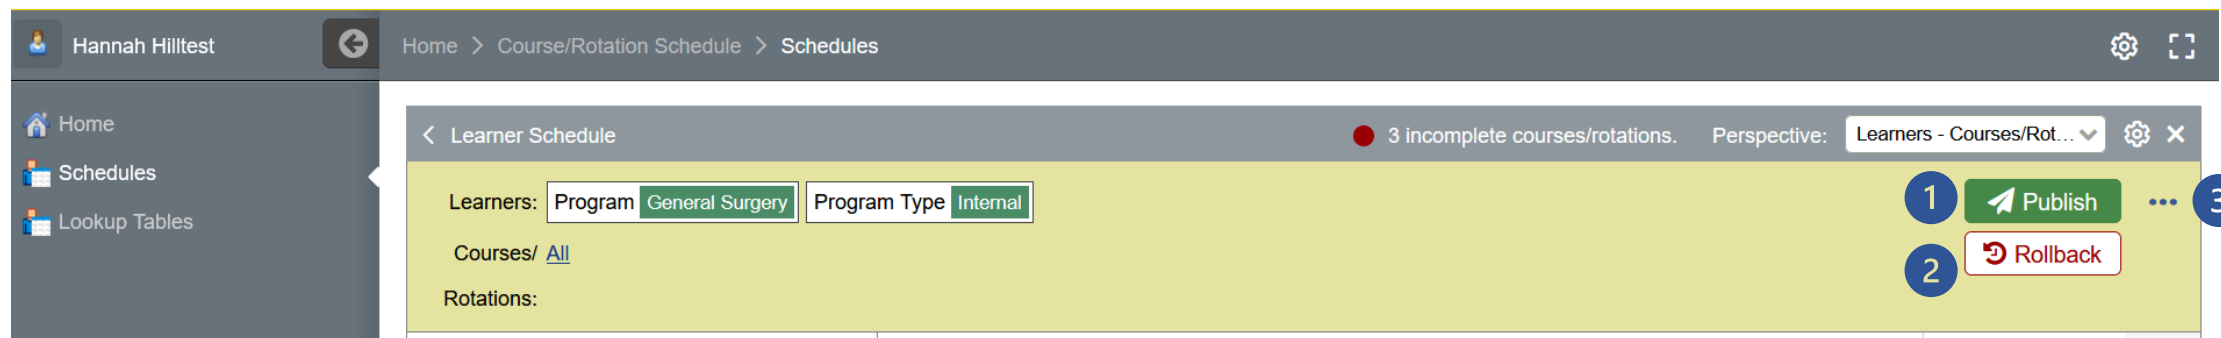 Hannah Hilltest
Home > Course/Rotation Schedule > Schedules
Home
Schedules
Lookup Tables
Learner Schedule
3 incomplete courses/rotations.
Perspective:
Learners - Courses/Rot...
Learners: Program General Surgery Program Type Internal
1
Publish
3
Courses/ All
Rotations:
2
Rollback